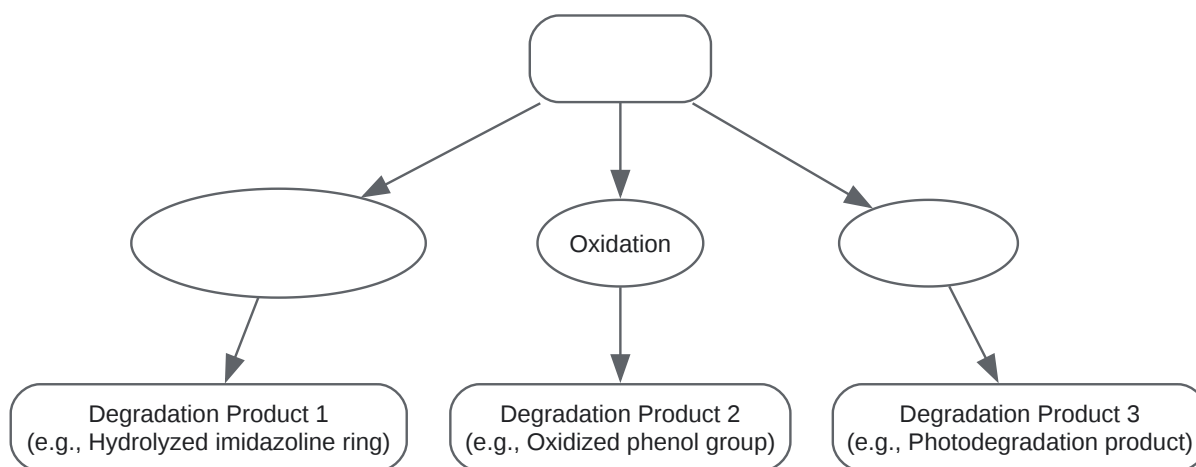 Oxidation
Degradation Product 1
(e.g., Hydrolyzed imidazoline ring)
Degradation Product 2
(e.g., Oxidized phenol group)
Degradation Product 3
(e.g., Photodegradation product)